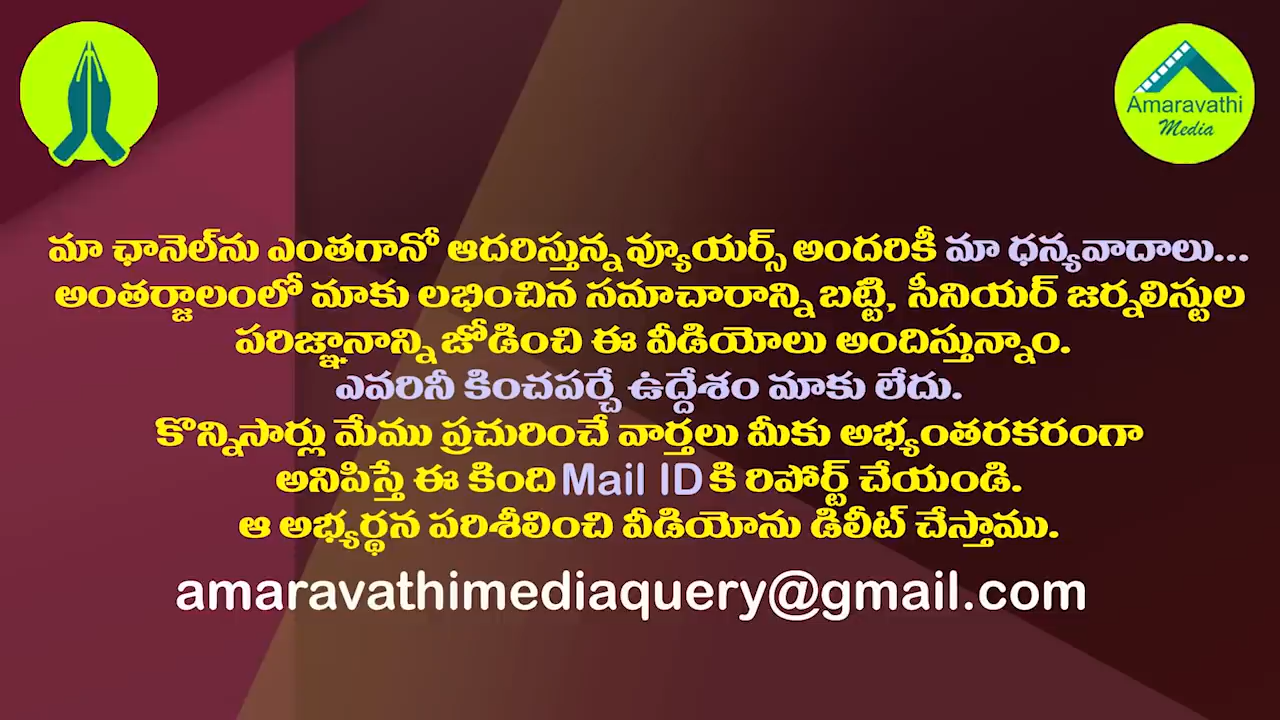 Amaravathi
Media
మా ఛానెల్‌ను ఎంతగానో ఆదరిస్తున్న వ్యూయర్స్ అందరికీ మా ధన్యవాదాలు...
అంతర్జాలంలో మాకు లభించిన సమాచారాన్ని బట్టి, సీనియర్ జర్నలిస్టుల
పరిజ్ఞానాన్ని జోడించి ఈ వీడియోలు అందిస్తున్నాం.
ఎవరినీ కించపర్చే ఉద్దేశం మాకు లేదు.
కొన్నిసార్లు మేము ప్రచురించే వార్తలు మీకు అభ్యంతరకరంగా
అనిపిస్తే ఈ కింది Mail ID కి రిపోర్ట్ చేయండి.
ఆ అభ్యర్థన పరిశీలించి వీడియోను డిలీట్ చేస్తాము.
amaravathimediaquery@gmail.com